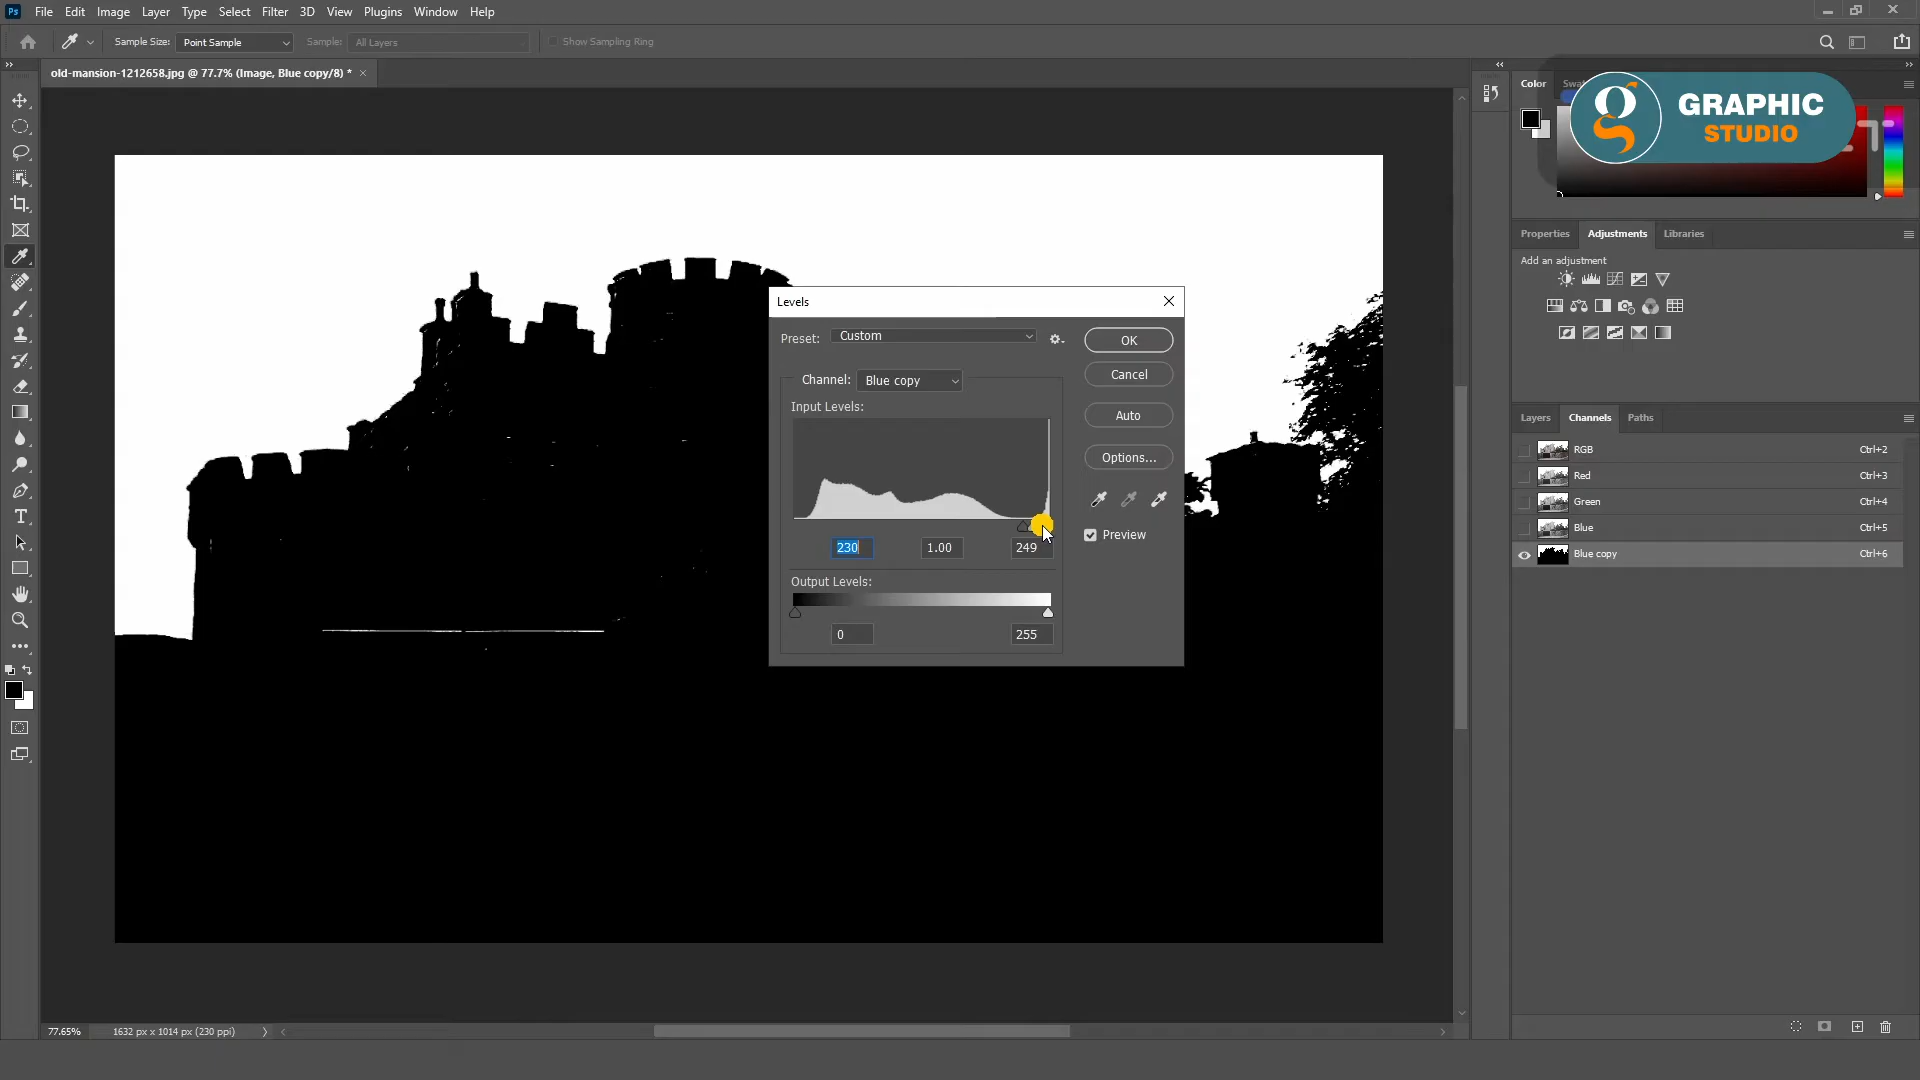 Ps File Edit Image Layer Type Select Filter 3D View Plugins Window Help
Sample Size: Point Sample Sample: All Layers Show Sampling Ring
old-mansion-1212658.jpg @ 77.7% (Image, Blue copy/8) *
Color
GRAPHIC
STUDIO
Properties Adjustments Libraries
Add an adjustment
Levels
Preset: Custom
OK
Channel: Blue copy
Cancel
Input Levels:
Auto
Options...
Preview
230 1.00 249
Output Levels:
0 255
Layers Channels Paths
RGB Ctrl+2
Red Ctrl+3
Green Ctrl+4
Blue Ctrl+5
Blue copy Ctrl+6
77.65% 1632 px x 1014 px (230 ppi)